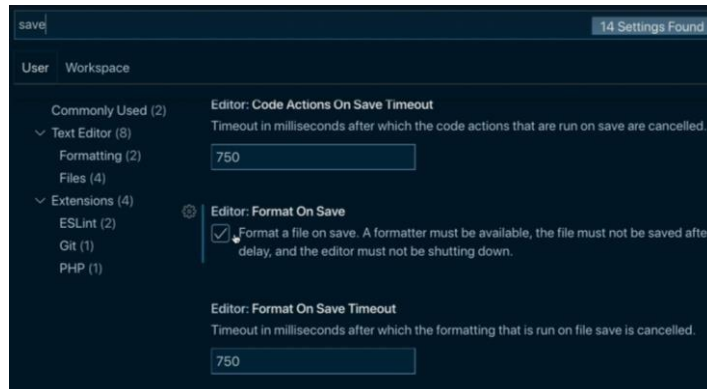 save
14 Settings Found
User Workspace
Commonly Used (2)
Text Editor (8)
Formatting (2)
Files (4)
Extensions (4)
ESLint (2)
Git (1)
PHP (1)
Editor: Code Actions On Save Timeout
Timeout in milliseconds after which the code actions that are run on save are cancelled.
750
Editor: Format On Save
Format a file on save. A formatter must be available, the file must not be saved afte
delay, and the editor must not be shutting down.
Editor: Format On Save Timeout
Timeout in milliseconds after which the formatting that is run on file save is cancelled.
750